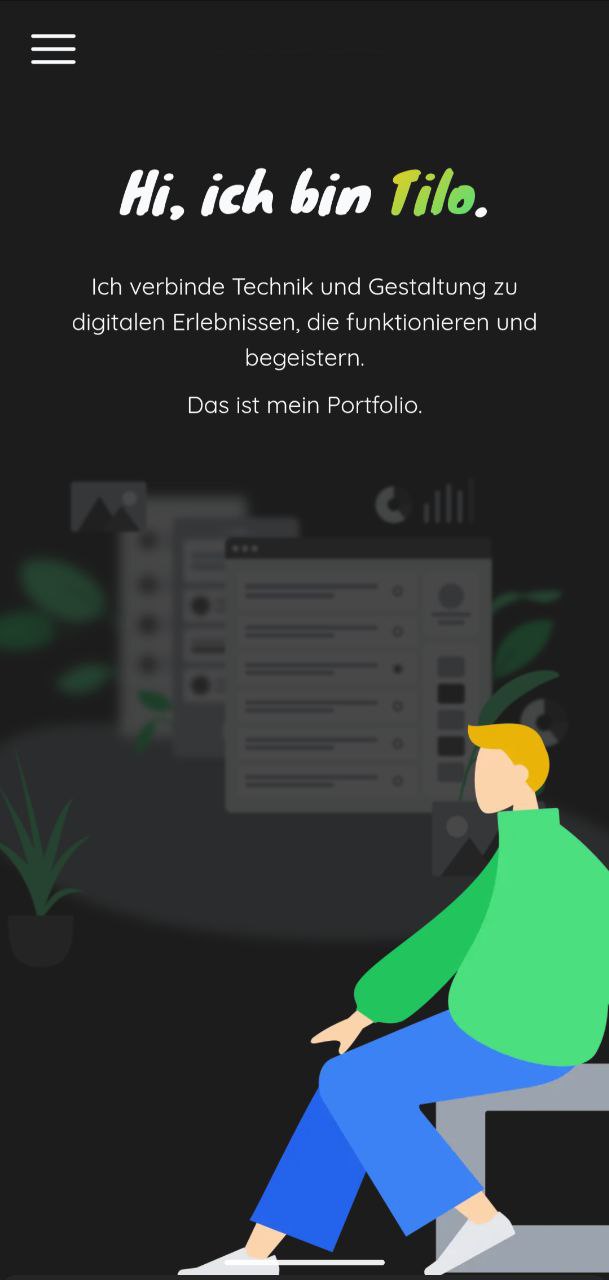 Hi, ich bin Tilo.
Ich verbinde Technik und Gestaltung zu
digitalen Erlebnissen, die funktionieren und
begeistern.
Das ist mein Portfolio.